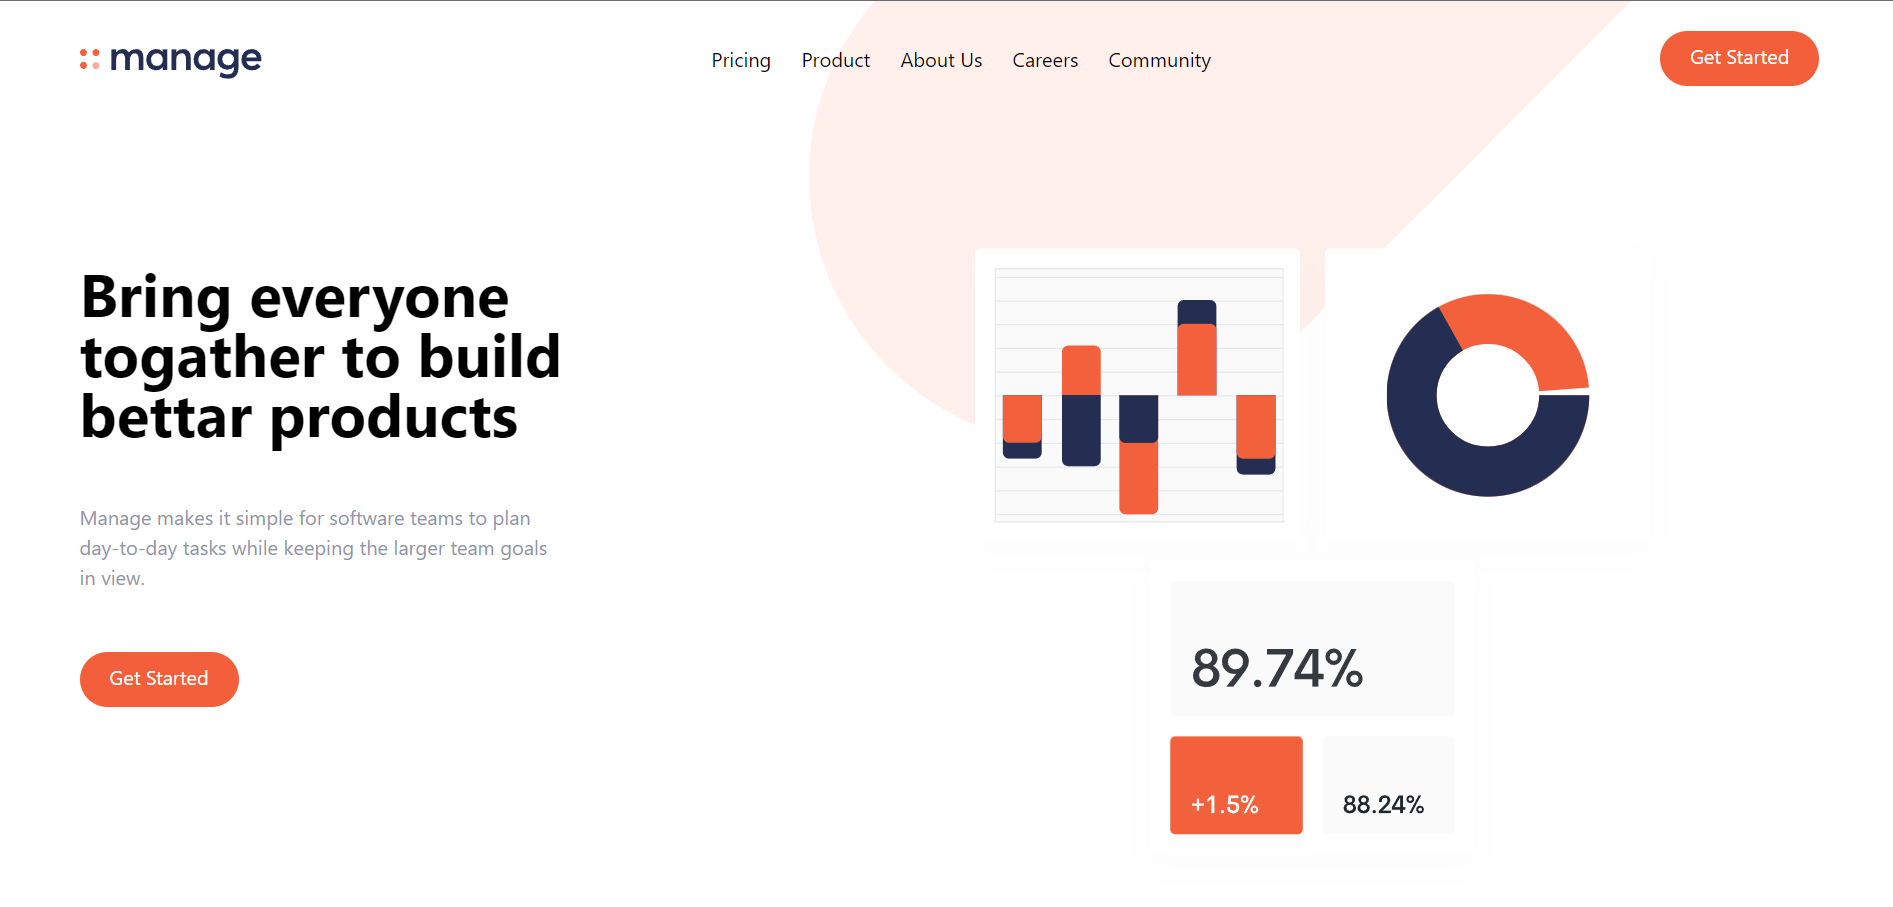 manage
Pricing Product About Us Careers Community
Get Started
Bring everyone
togather to build
bettar products
Manage makes it simple for software teams to plan
day-to-day tasks while keeping the larger team goals
in view.
Get Started
89.74%
+1.5%
88.24%